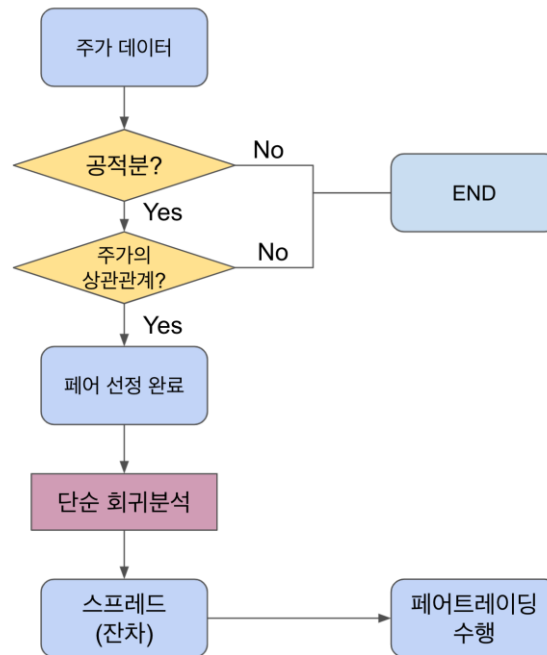 주가 데이터
공적분?
No
END
Yes
주가의
상관관계?
No
Yes
페어 선정 완료
단순 회귀분석
스프레드
(잔차)
페어트레이딩
수행